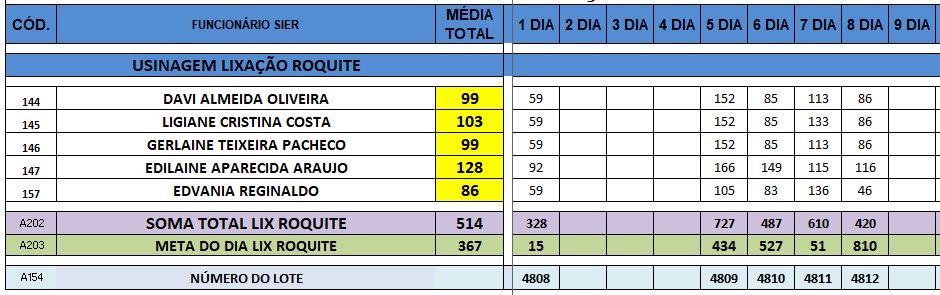 CÓD. FUNCIONÁRIO SIER MÉDIA TOTAL 1 DIA 2 DIA 3 DIA 4 DIA 5 DIA 6 DIA 7 DIA 8 DIA 9 DIA
USINAGEM LIXAÇÃO ROQUITE
144 DAVI ALMEIDA OLIVEIRA 99 59 152 85 113 86
145 LIGIANE CRISTINA COSTA 103 59 152 85 133 86
146 GERLAINE TEIXEIRA PACHECO 99 59 152 85 113 86
147 EDILAINE APARECIDA ARAUJO 128 92 166 149 115 116
157 EDVANIA REGINALDO 86 59 105 83 136 46
A202 SOMA TOTAL LIX ROQUITE 514 328 727 487 610 420
A203 META DO DIA LIX ROQUITE 367 15 434 527 51 810
A154 NÚMERO DO LOTE 4808 4809 4810 4811 4812